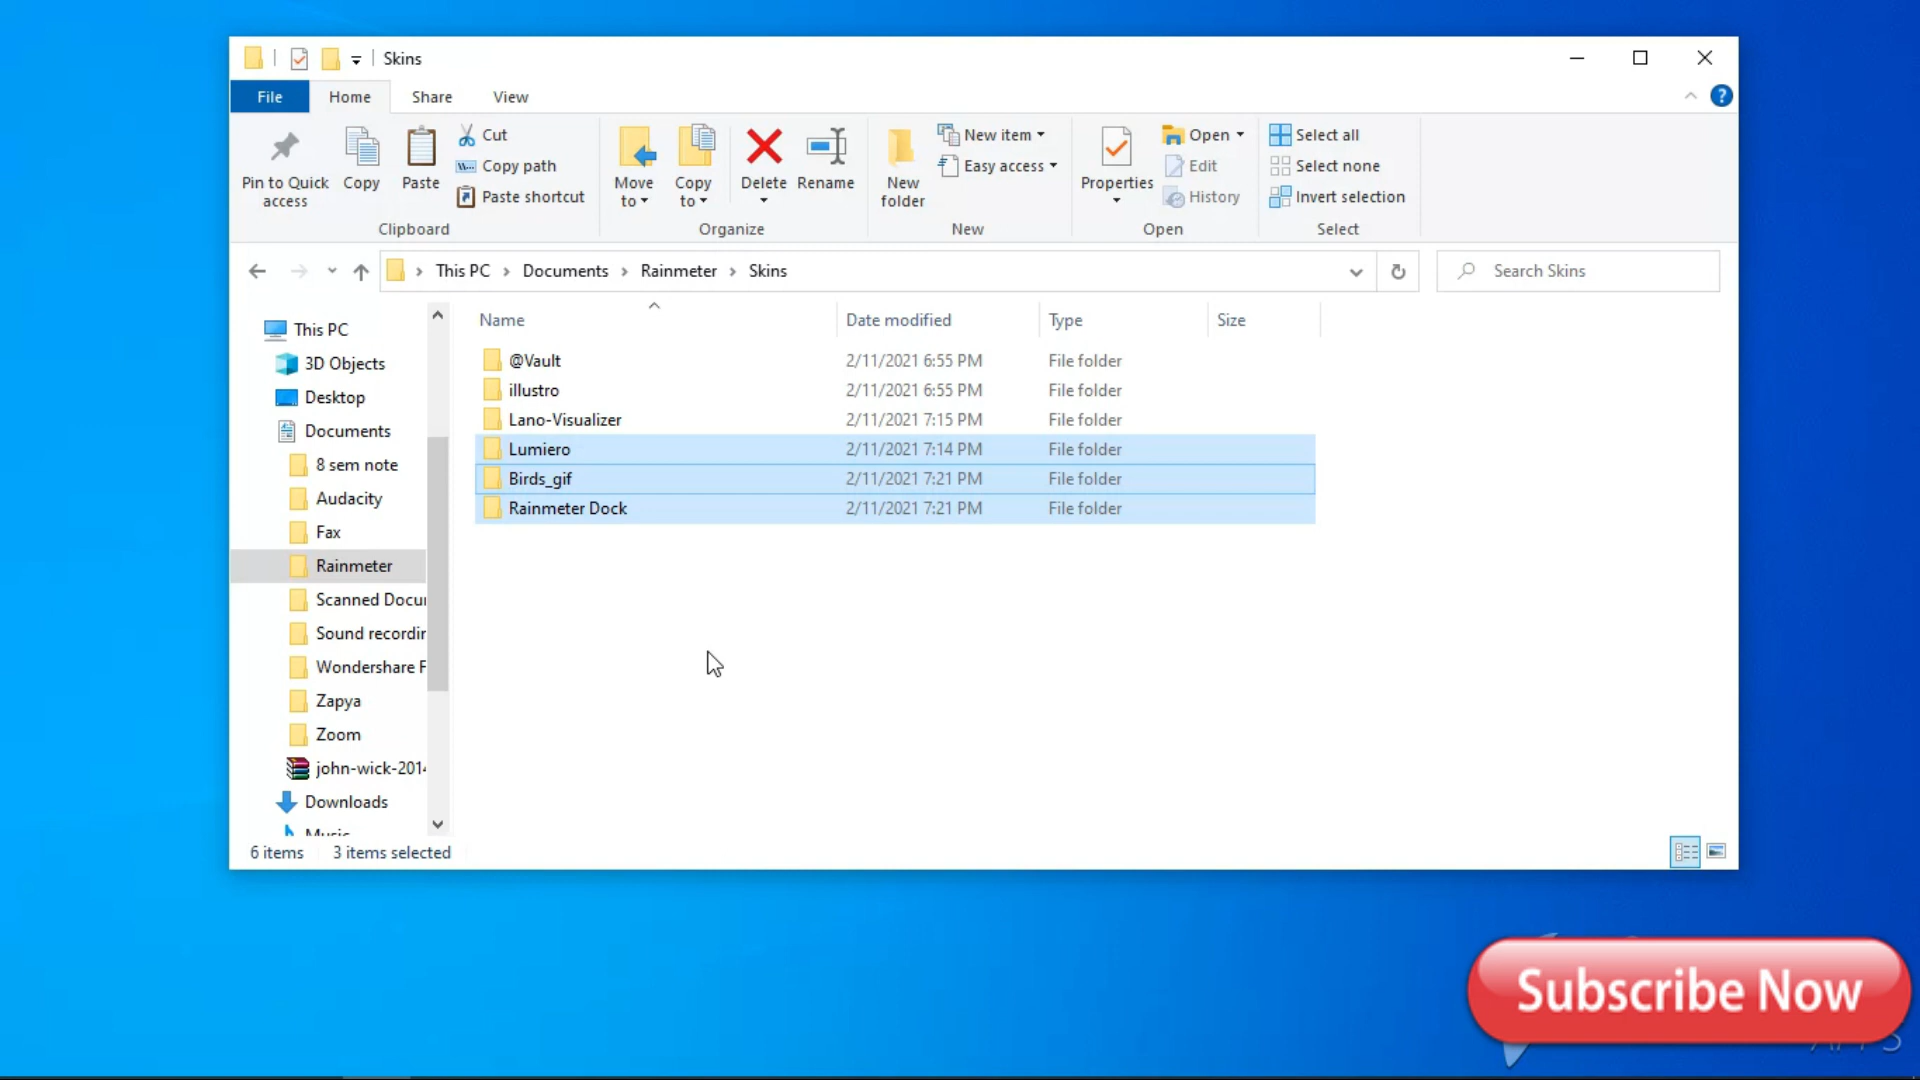 Skins
File Home Share View
Pin to Quick access
Copy
Paste
Cut
Copy path
Paste shortcut
Clipboard
Move to
Copy to
Delete
Rename
Organize
New folder
New item
Easy access
New
Properties
Open
Edit
History
Open
Select all
Select none
Invert selection
Select
This PC › Documents › Rainmeter › Skins
Search Skins
This PC
3D Objects
Desktop
Documents
8 sem note
Audacity
Fax
Rainmeter
Scanned Docu
Sound recordin
Wondershare F
Zapya
Zoom
john-wick-2014
Downloads
Music
Name Date modified Type Size
@Vault 2/11/2021 6:55 PM File folder
illustro 2/11/2021 6:55 PM File folder
Lano-Visualizer 2/11/2021 7:15 PM File folder
Lumiero 2/11/2021 7:14 PM File folder
Birds_gif 2/11/2021 7:21 PM File folder
Rainmeter Dock 2/11/2021 7:21 PM File folder
6 items 3 items selected
Subscribe Now